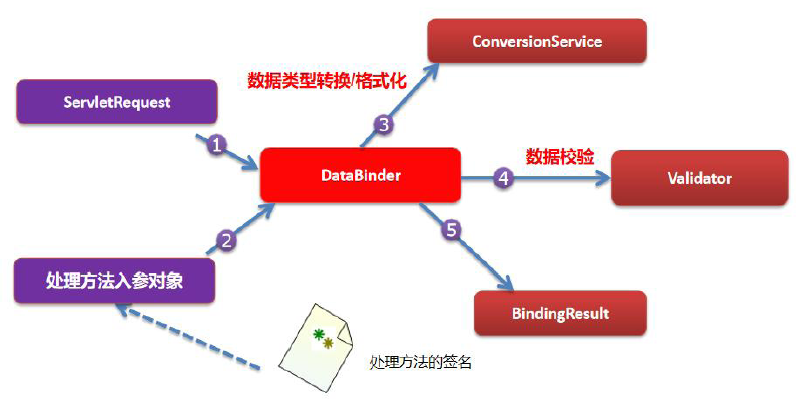 ConversionService
数据类型转换/格式化
ServletRequest
3
1
数据校验
DataBinder
4
Validator
2
5
处理方法入参对象
BindingResult
处理方法的签名